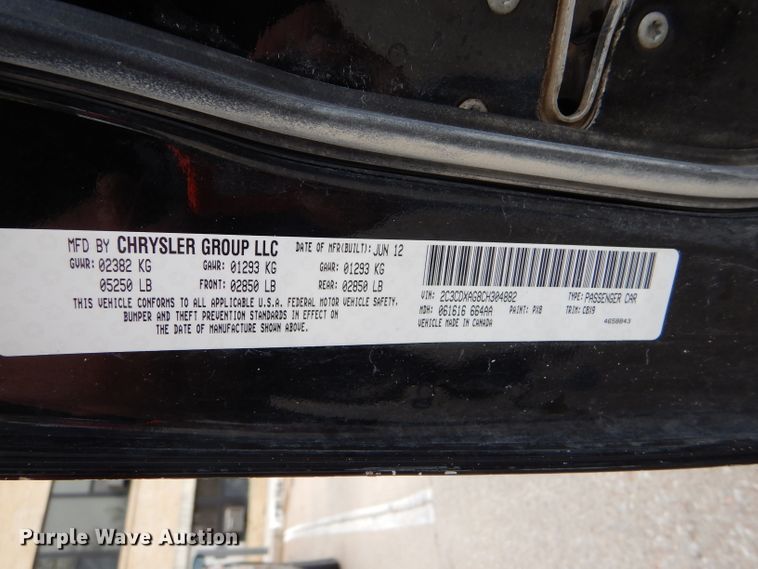 MFD BY CHRYSLER GROUP LLC DATE OF MFR(BUILT): JUN 12
GVWR: 02382 KG GAWR: 01293 KG GAWR: 01293 KG
05250 LB FRONT: 02850 LB REAR: 02850 LB
THIS VEHICLE CONFORMS TO ALL APPLICABLE U.S.A. FEDERAL MOTOR VEHICLE SAFETY,
BUMPER AND THEFT PREVENTION STANDARDS IN EFFECT ON
THE DATE OF MANUFACTURE SHOWN ABOVE.
VIN: 2C3CDXAG8CH304882 TYPE: PASSENGER CAR
MDH: 061616 664AA PAINT: PX8 TRIM: CBX9
VEHICLE MADE IN CANADA 4658843
Purple Wave Auction